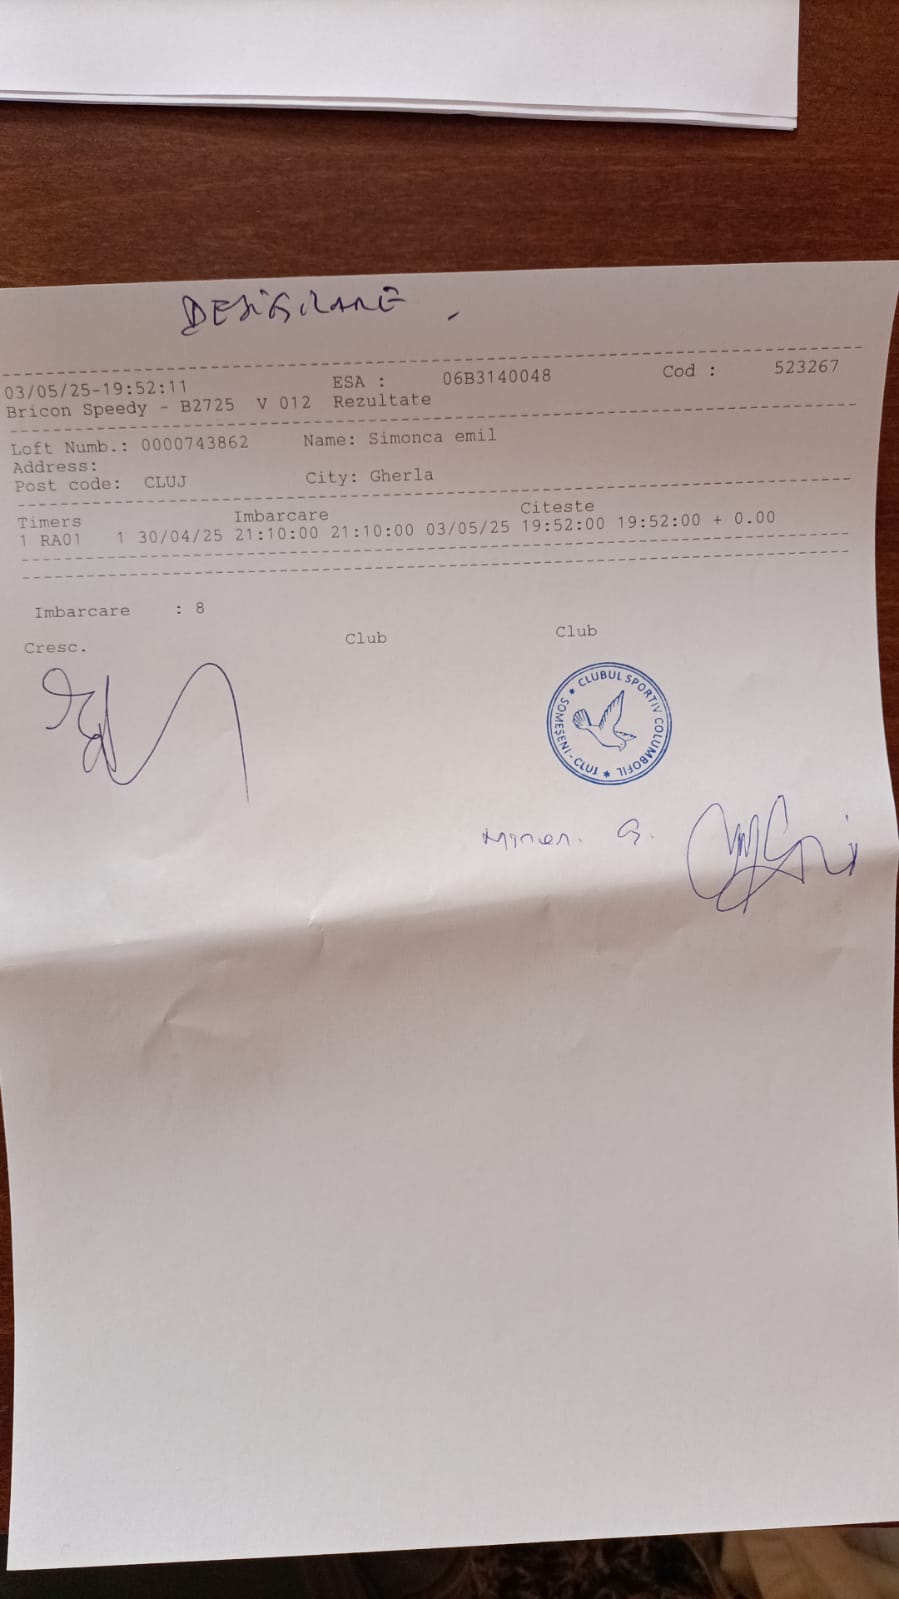 DESIGILARE
03/05/25-19:52:11 ESA : 06B3140048 Cod : 523267
Bricon Speedy - B2725 V 012 Rezultate
Loft Numb.: 0000743862 Name: Simonca emil
Address:
Post code: CLUJ City: Gherla
Timers Imbarcare Citeste
1 RA01 1 30/04/25 21:10:00 21:10:00 03/05/25 19:52:00 19:52:00 + 0.00
Imbarcare : 8
Cresc. Club Club
CLUBUL SPORTIV COLUMBOFIL
SOMEȘENI - CLUJ
G.